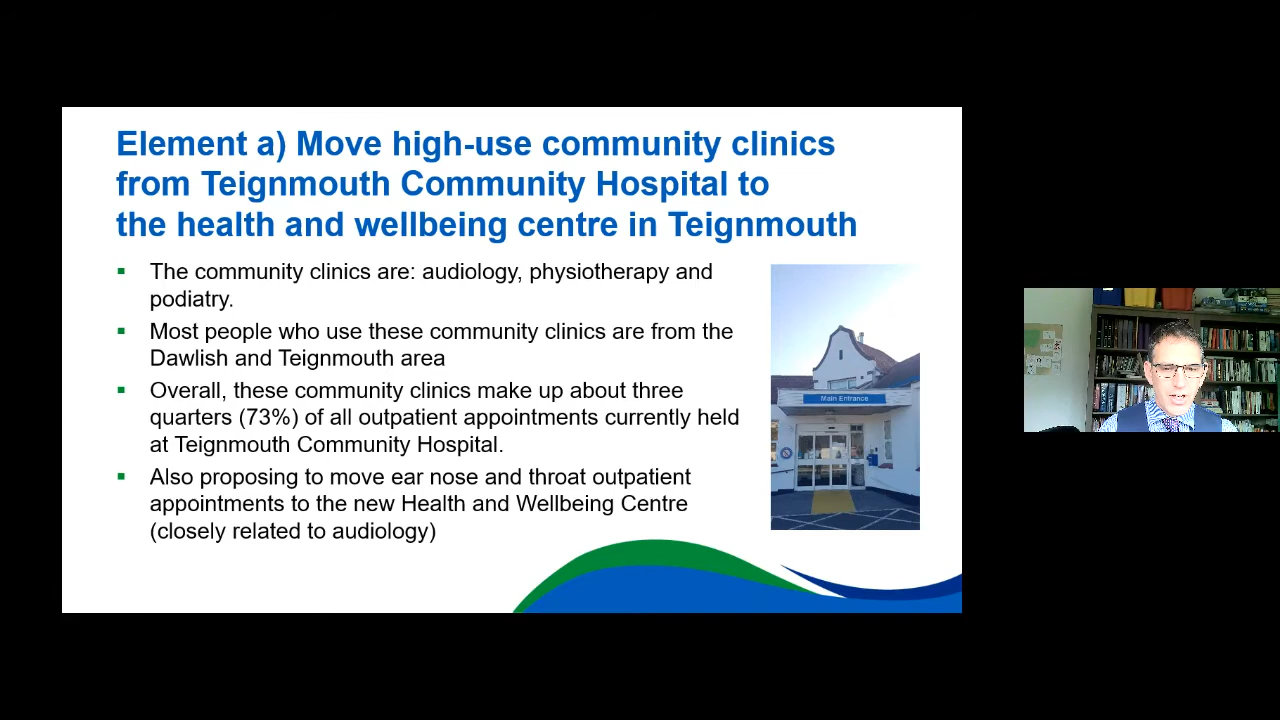 Element a) Move high-use community clinics
from Teignmouth Community Hospital to
the health and wellbeing centre in Teignmouth
The community clinics are: audiology, physiotherapy and
podiatry.
Most people who use these community clinics are from the
Dawlish and Teignmouth area
Overall, these community clinics make up about three
quarters (73%) of all outpatient appointments currently held
at Teignmouth Community Hospital.
Also proposing to move ear nose and throat outpatient
appointments to the new Health and Wellbeing Centre
(closely related to audiology)
Main Entrance